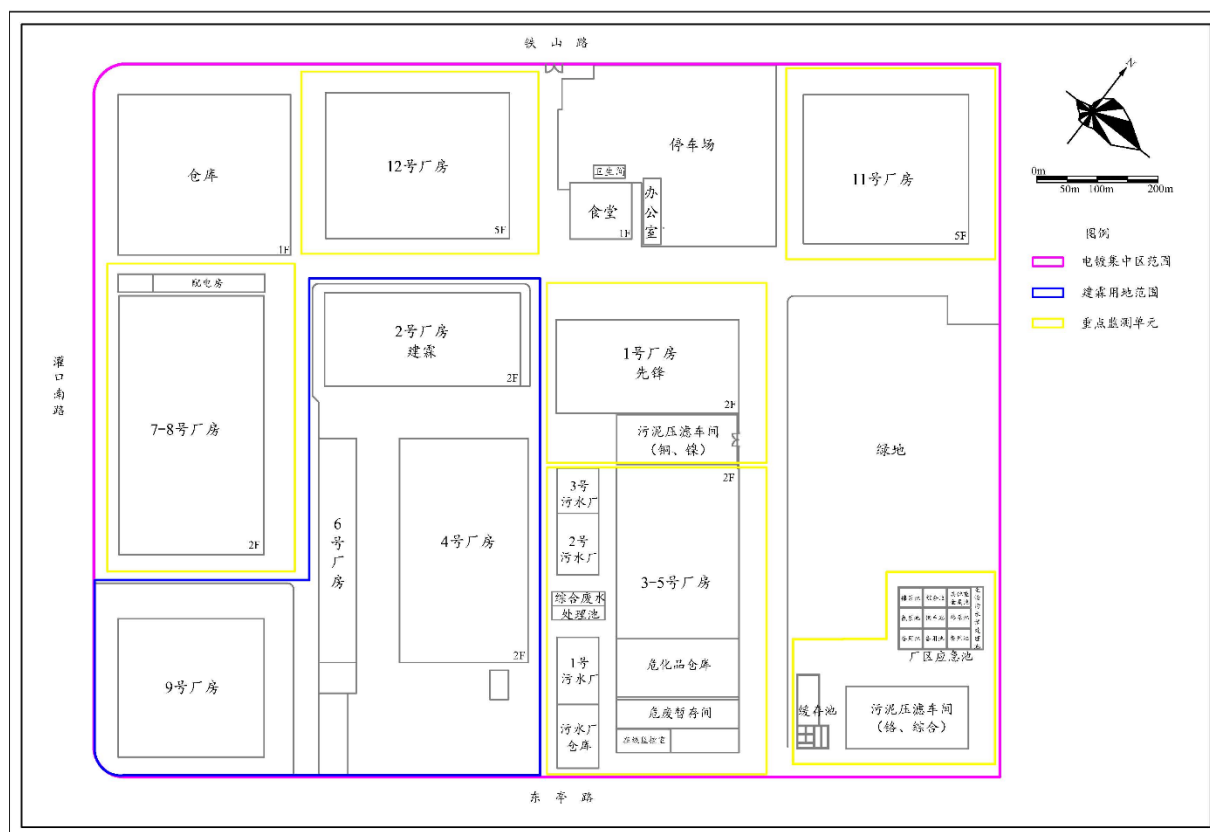 铁 山 路
N
仓库
1F
12号厂房
5F
停车场
卫生间
食堂
1F
办公室
11号厂房
5F
0m
50m 100m 200m
图例
电镀集中区范围
建霖用地范围
重点监测单元
灌口南路
配电房
7-8号厂房
2F
2号厂房
建霖
2F
1号厂房
先锋
2F
污泥压滤车间
（铜、镍）
2F
绿地
6号厂房
4号厂房
2F
3号
污水厂
2号
污水厂
综合废水
处理池
3-5号厂房
1号
污水厂
污水厂
仓库
危化品仓库
危废暂存间
9号厂房
厂区应急池
缓存池
污泥压滤车间
（铬、综合）
东 亭 路